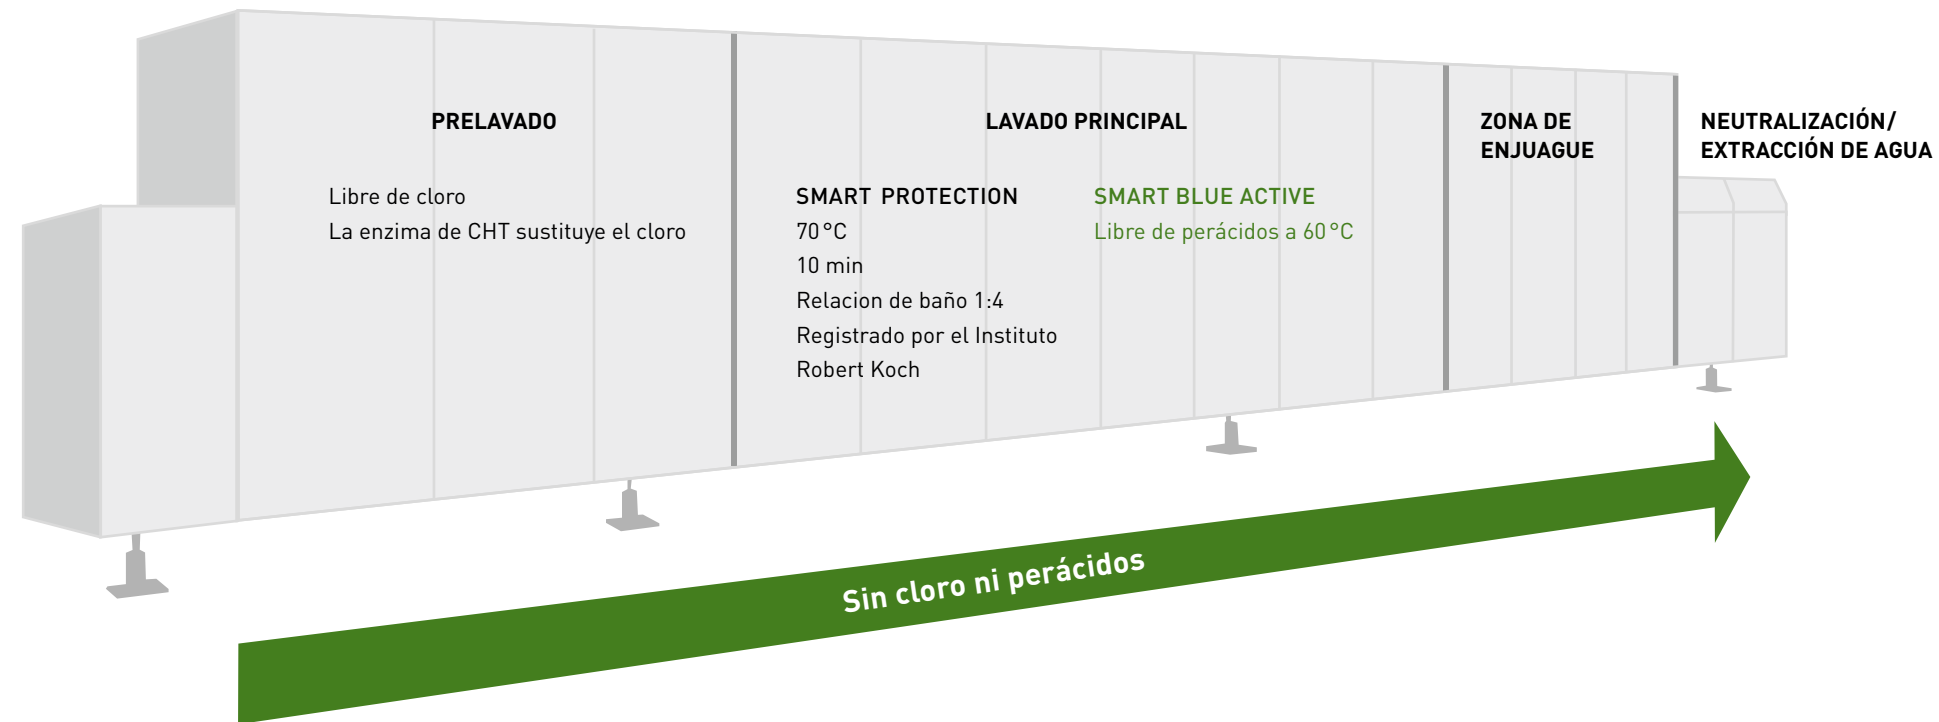 PRELAVADO
Libre de cloro
La enzima de CHT sustituye el cloro
LAVADO PRINCIPAL
SMART PROTECTION
70 °C
10 min
Relacion de baño 1:4
Registrado por el Instituto
Robert Koch
SMART BLUE ACTIVE
Libre de perácidos a 60 °C
ZONA DE
ENJUAGUE
NEUTRALIZACIÓN/
EXTRACCIÓN DE AGUA
Sin cloro ni perácidos